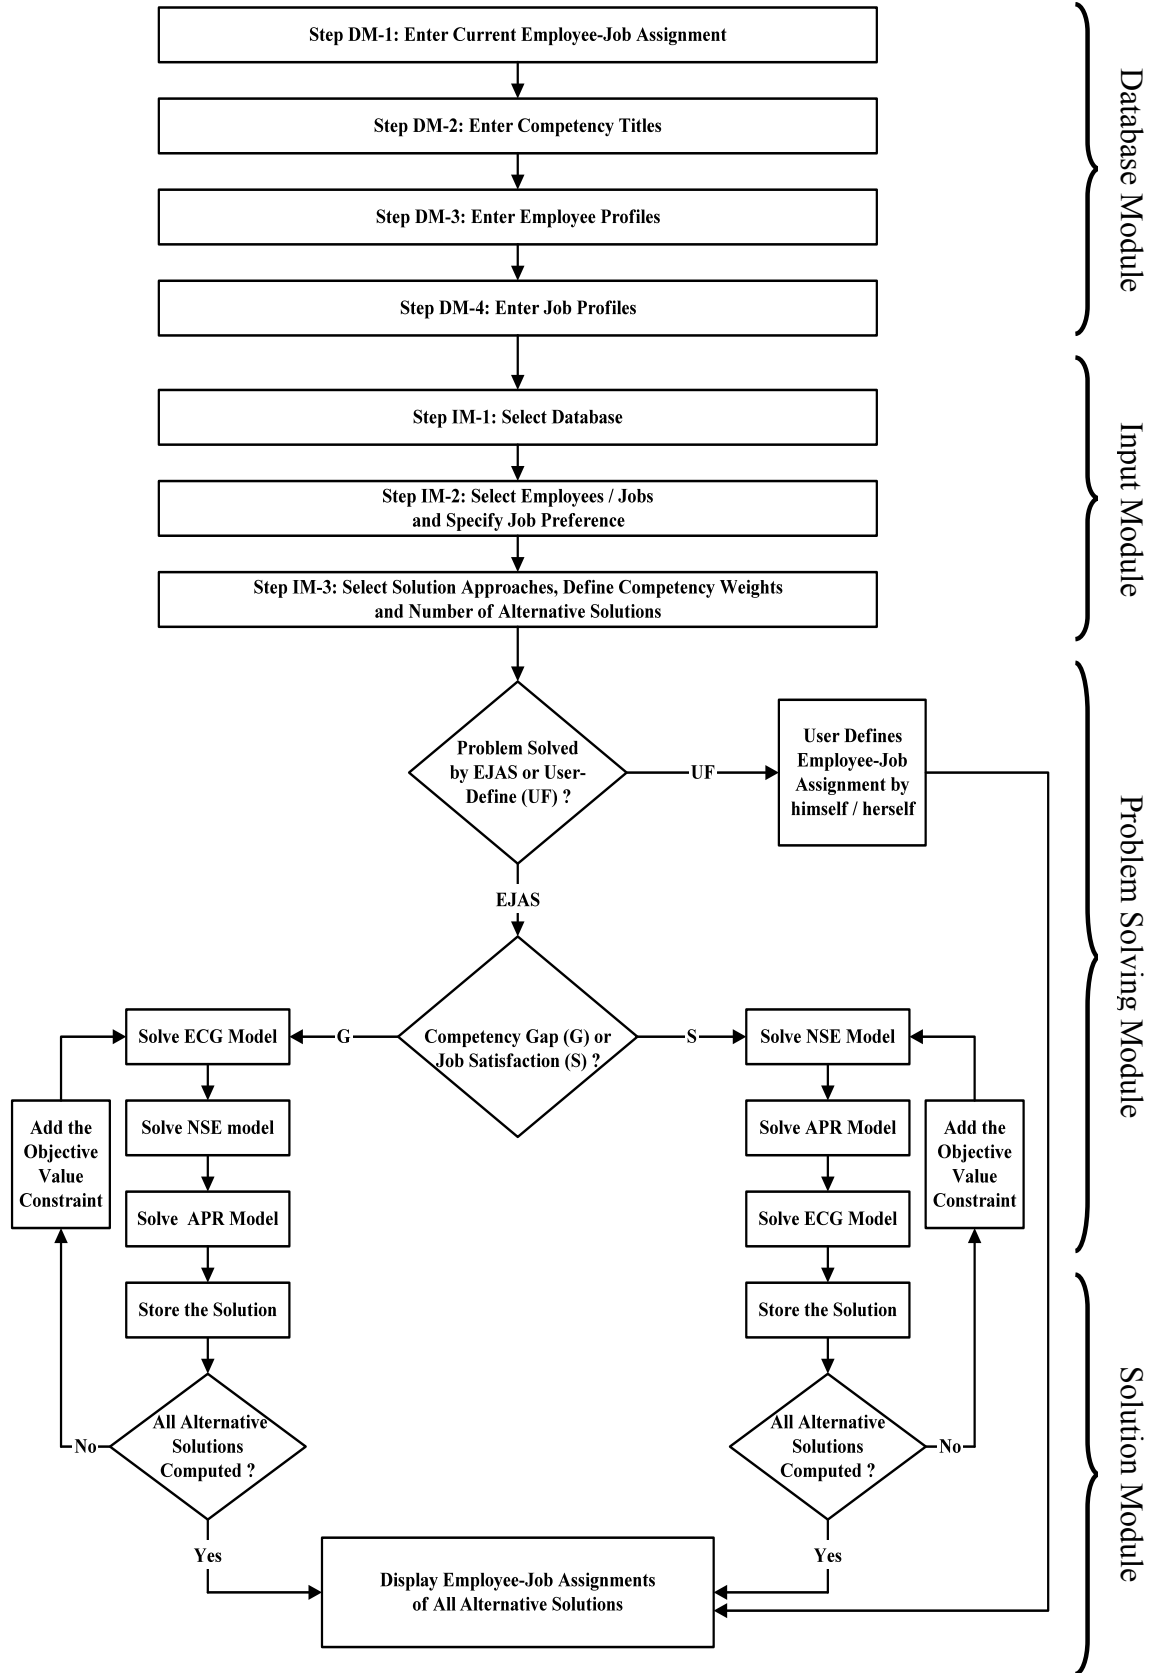 Step DM-1: Enter Current Employee-Job Assignment
Step DM-2: Enter Competency Titles
Step DM-3: Enter Employee Profiles
Step DM-4: Enter Job Profiles
Database Module
Step IM-1: Select Database
Step IM-2: Select Employees / Jobs
and Specify Job Preference
Step IM-3: Select Solution Approaches, Define Competency Weights
and Number of Alternative Solutions
Input Module
Problem Solved
by EJAS or User-
Define (UF) ?
UF
User Defines
Employee-Job
Assignment by
himself / herself
EJAS
Competency Gap (G) or
Job Satisfaction (S) ?
G
S
Solve ECG Model
Solve NSE model
Solve  APR Model
Add the
Objective
Value
Constraint
Solve NSE Model
Solve APR Model
Solve ECG Model
Add the
Objective
Value
Constraint
Problem Solving Module
Store the Solution
All Alternative
Solutions
Computed ?
No
Yes
Store the Solution
All Alternative
Solutions
Computed ?
No
Yes
Display Employee-Job Assignments
of All Alternative Solutions
Solution Module